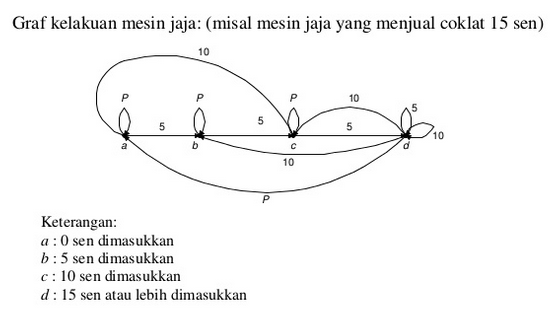 Graf kelakuan mesin jaja: (misal mesin jaja yang menjual coklat 15 sen)
10
P P P 10 5
5 5 5 10
a b c d
10
P
Keterangan:
a : 0 sen dimasukkan
b : 5 sen dimasukkan
c : 10 sen dimasukkan
d : 15 sen atau lebih dimasukkan